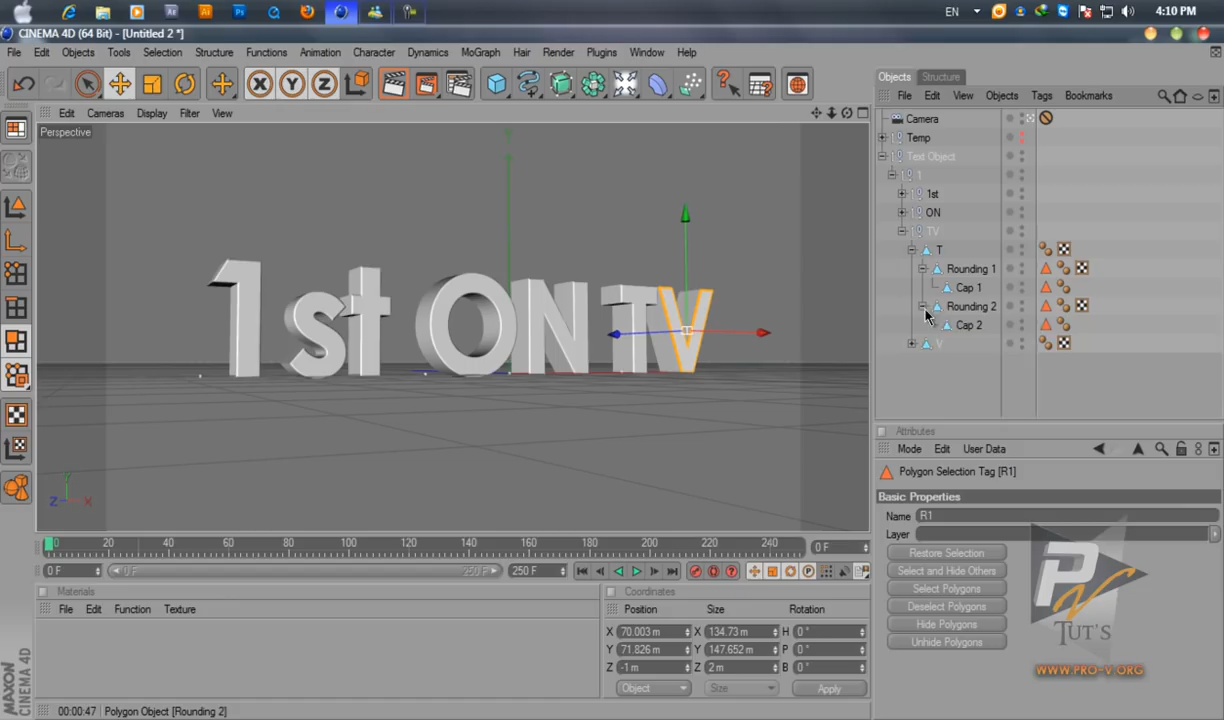 Ae
Ai
Ps
EN
4:10 PM
CINEMA 4D (64 Bit) - [Untitled 2 *]
File Edit Objects Tools Selection Structure Functions Animation Character Dynamics MoGraph Hair Render Plugins Window Help
X Y Z
Objects Structure
File Edit View Objects Tags Bookmarks
Edit Cameras Display Filter View
Perspective
Camera
Temp
Text Object
1
1st
ON
TV
T
Rounding 1
Cap 1
Rounding 2
Cap 2
V
1st ON TV
Y
Z X
Attributes
Mode Edit User Data
Polygon Selection Tag [R1]
Basic Properties
Name R1
Layer
Restore Selection
Select and Hide Others
Select Polygons
Deselect Polygons
Hide Polygons
Unhide Polygons
0 20 40 60 80 100 120 140 160 180 200 220 240 0 F
0 F 0 F 250 F 250 F
Materials
File Edit Function Texture
Coordinates
Position Size Rotation
X 70.003 m X 134.73 m H 0 °
Y 71.826 m Y 147.652 m P 0 °
Z -1 m Z 2 m B 0 °
Object Size Apply
PV
TUT'S
WWW.PRO-V.ORG
MAXON
CINEMA 4D
00:00:47 Polygon Object [Rounding 2]